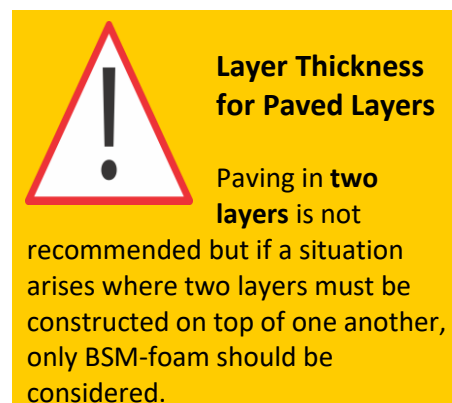 Layer Thickness
for Paved Layers
Paving in two
layers is not
recommended but if a situation
arises where two layers must be
constructed on top of one another,
only BSM-foam should be
considered.